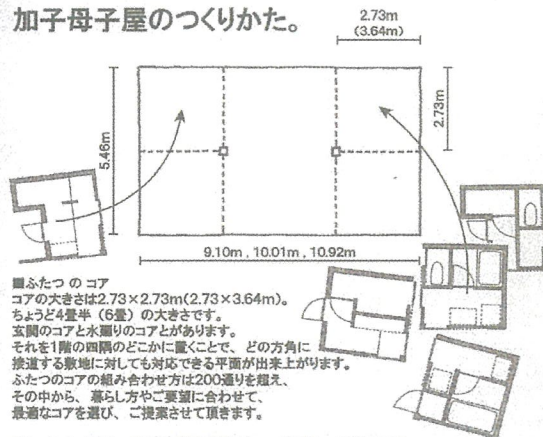 加子母子屋のつくりかた。
2.73m
(3.64m)
5.46m
2.73m
9.10m , 10.01m , 10.92m
■ふたつ の コア
コアの大きさは2.73×2.73m(2.73×3.64m)。
ちょうど4畳半（6畳）の大きさです。
玄関のコアと水廻りのコアとがあります。
それを1階の四隅のどこかに置くことで、どの方角に
接道する敷地に対しても対応できる平面が出来上がります。
ふたつのコアの組み合わせ方は200通りを超え、
その中から、暮らし方やご要望に合わせて、
最適なコアを選び、ご提案させて頂きます。